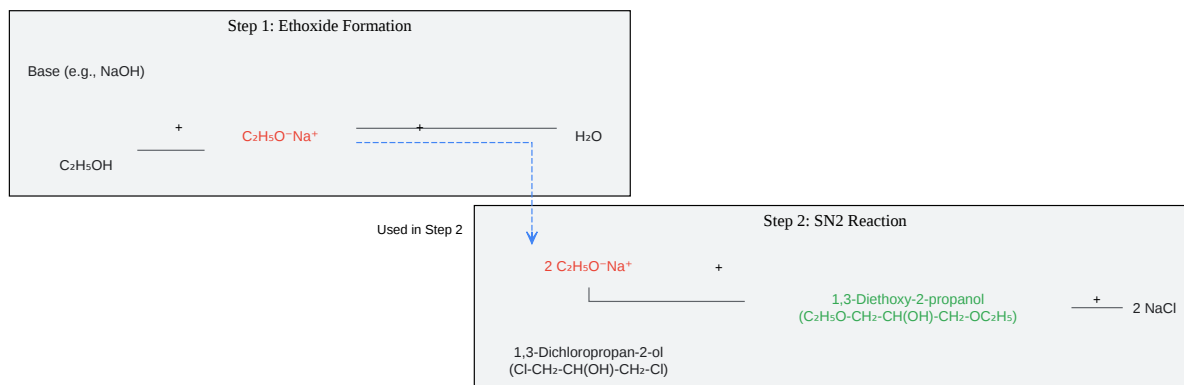 Step 1: Ethoxide Formation
Base (e.g., NaOH)
+
C₂H₅O⁻Na⁺
+
H₂O
C₂H₅OH
Used in Step 2
Step 2: SN2 Reaction
2 C₂H₅O⁻Na⁺
+
1,3-Diethoxy-2-propanol
(C₂H₅O-CH₂-CH(OH)-CH₂-OC₂H₅)
+
2 NaCl
1,3-Dichloropropan-2-ol
(Cl-CH₂-CH(OH)-CH₂-Cl)